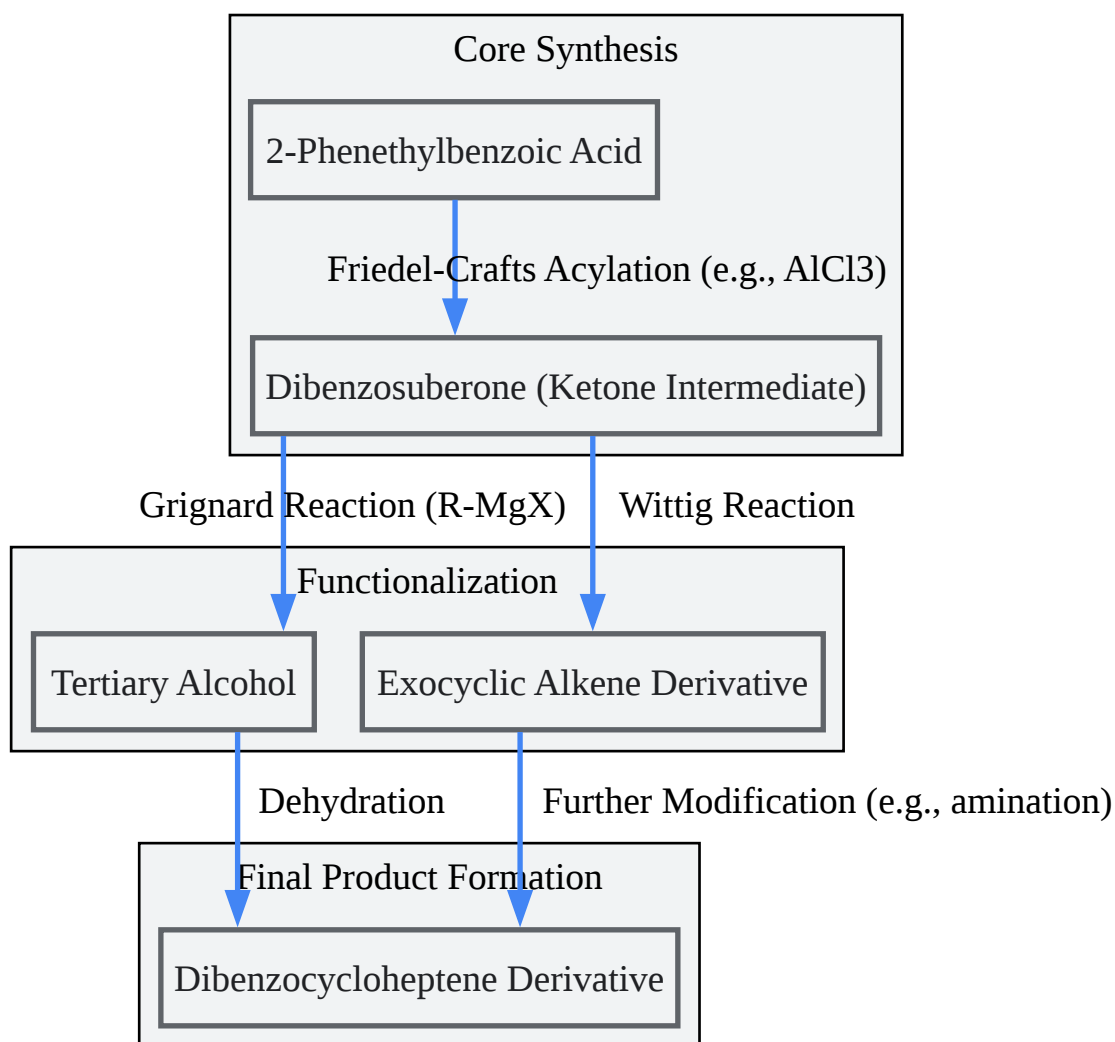 Core Synthesis
2-Phenethylbenzoic Acid
Friedel-Crafts Acylation (e.g., AlCl3)
Dibenzosuberone (Ketone Intermediate)
Grignard Reaction (R-MgX)
Wittig Reaction
Functionalization
Tertiary Alcohol
Exocyclic Alkene Derivative
Dehydration
Further Modification (e.g., amination)
Final Product Formation
Dibenzocycloheptene Derivative